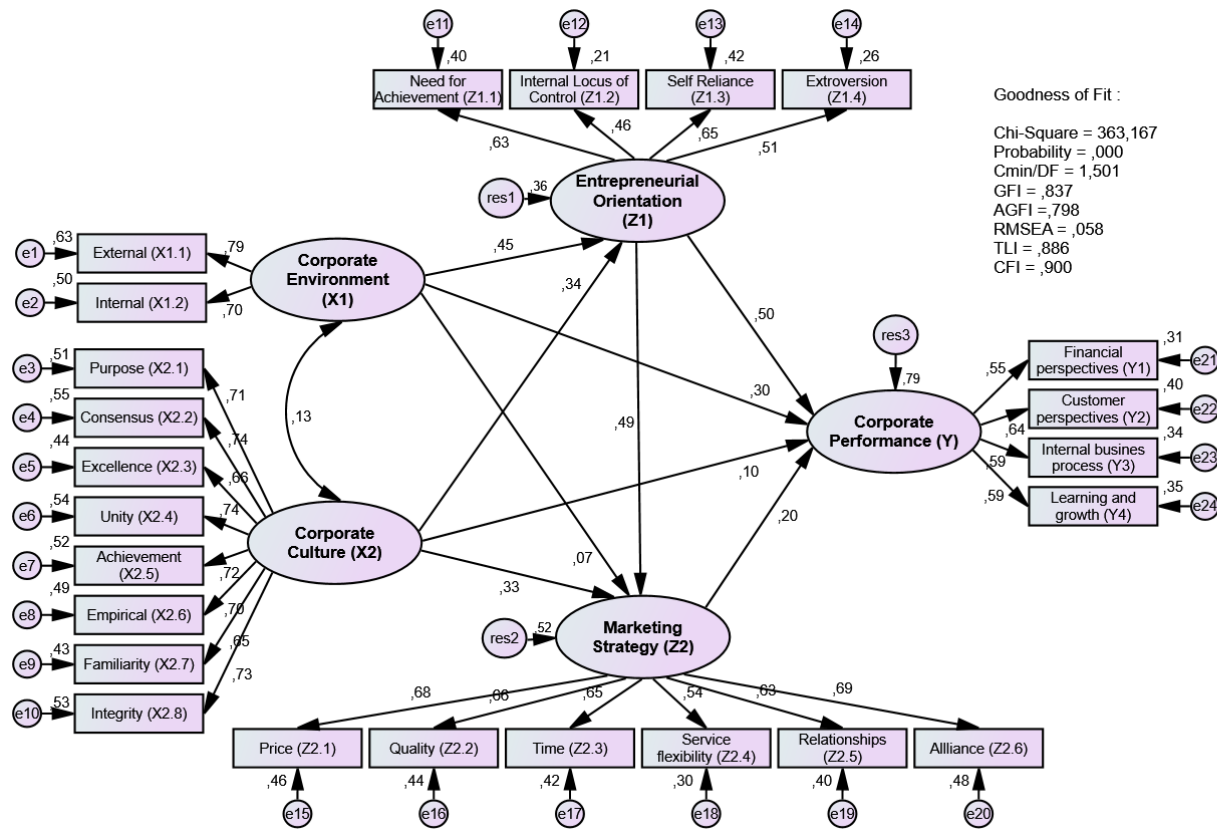 e11
e12
e13
e14
,40
,21
,42
,26
Need for
Achievement (Z1.1)
Internal Locus of
Control (Z1.2)
Self Reliance
(Z1.3)
Extroversion
(Z1.4)
,63
,46
,65
,51
Goodness of Fit :
Chi-Square = 363,167
Probability = ,000
Cmin/DF = 1,501
GFI = ,837
AGFI =,798
RMSEA = ,058
TLI = ,886
CFI = ,900
res1
,36
Entrepreneurial
Orientation
(Z1)
e1
,63
External (X1.1)
,79
e2
,50
Internal (X1.2)
,70
Corporate
Environment
(X1)
,45
,34
,50
,30
,49
,13
,10
,20
,07
,33
e3
,51
Purpose (X2.1)
,71
e4
,55
Consensus (X2.2)
,74
e5
,44
Excellence (X2.3)
,66
e6
,54
Unity (X2.4)
,74
e7
,52
Achievement
(X2.5)
,72
e8
,49
Empirical (X2.6)
,70
e9
,43
Familiarity (X2.7)
,65
e10
,53
Integrity (X2.8)
,73
Corporate
Culture (X2)
res3
,79
Corporate
Performance (Y)
,55
Financial
perspectives (Y1)
,31
e21
,64
Customer
perspectives (Y2)
,40
e22
,59
Internal busines
process (Y3)
,34
e23
,59
Learning and
growth (Y4)
,35
e24
res2
,52
Marketing
Strategy (Z2)
,68
,66
,65
,54
,63
,69
Price (Z2.1)
Quality (Z2.2)
Time (Z2.3)
Service
flexibility (Z2.4)
Relationships
(Z2.5)
Allliance (Z2.6)
,46
,44
,42
,30
,40
,48
e15
e16
e17
e18
e19
e20